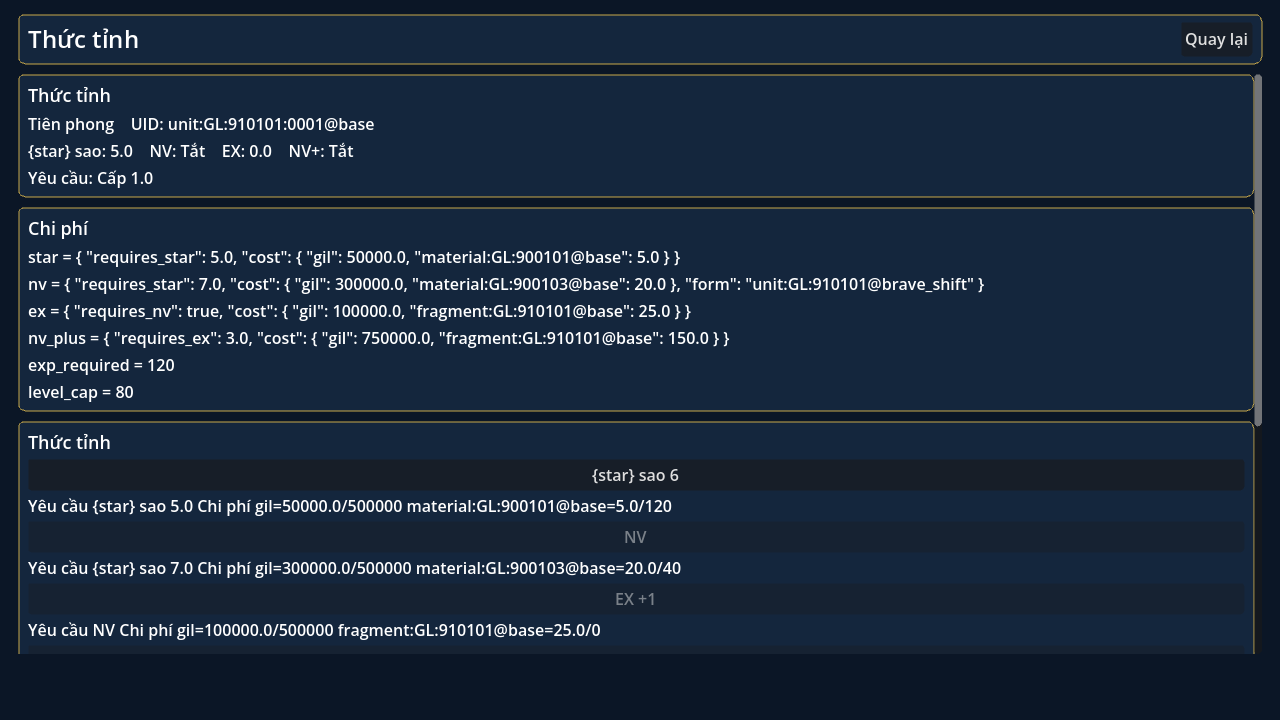 Thức tỉnh
Quay lại
Thức tỉnh
Tiên phong    UID: unit:GL:910101:0001@base
{star} sao: 5.0    NV: Tắt    EX: 0.0    NV+: Tắt
Yêu cầu: Cấp 1.0
Chi phí
star = { "requires_star": 5.0, "cost": { "gil": 50000.0, "material:GL:900101@base": 5.0 } }
nv = { "requires_star": 7.0, "cost": { "gil": 300000.0, "material:GL:900103@base": 20.0 }, "form": "unit:GL:910101@brave_shift" }
ex = { "requires_nv": true, "cost": { "gil": 100000.0, "fragment:GL:910101@base": 25.0 } }
nv_plus = { "requires_ex": 3.0, "cost": { "gil": 750000.0, "fragment:GL:910101@base": 150.0 } }
exp_required = 120
level_cap = 80
Thức tỉnh
{star} sao 6
Yêu cầu {star} sao 5.0 Chi phí gil=50000.0/500000 material:GL:900101@base=5.0/120
NV
Yêu cầu {star} sao 7.0 Chi phí gil=300000.0/500000 material:GL:900103@base=20.0/40
EX +1
Yêu cầu NV Chi phí gil=100000.0/500000 fragment:GL:910101@base=25.0/0